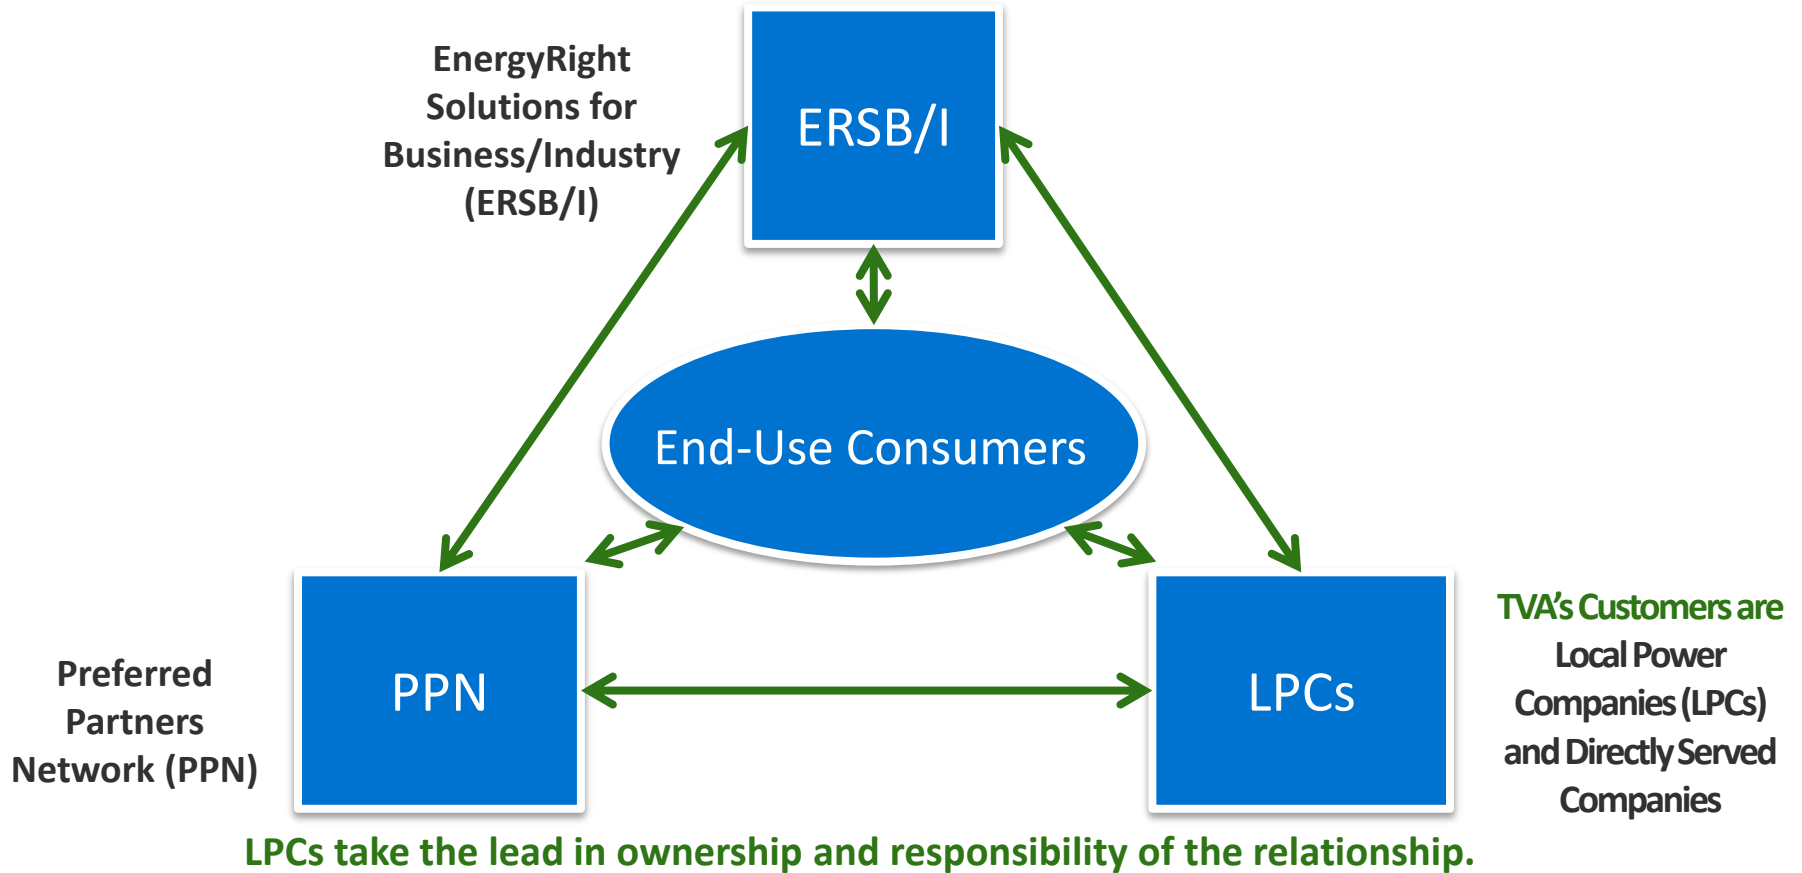 EnergyRight
Solutions for
Business/Industry
(ERSB/I)
ERSB/I
End-Use Consumers
Preferred
Partners
Network (PPN)
PPN
LPCs
TVA's Customers are
Local Power
Companies (LPCs)
and Directly Served
Companies
LPCs take the lead in ownership and responsibility of the relationship.